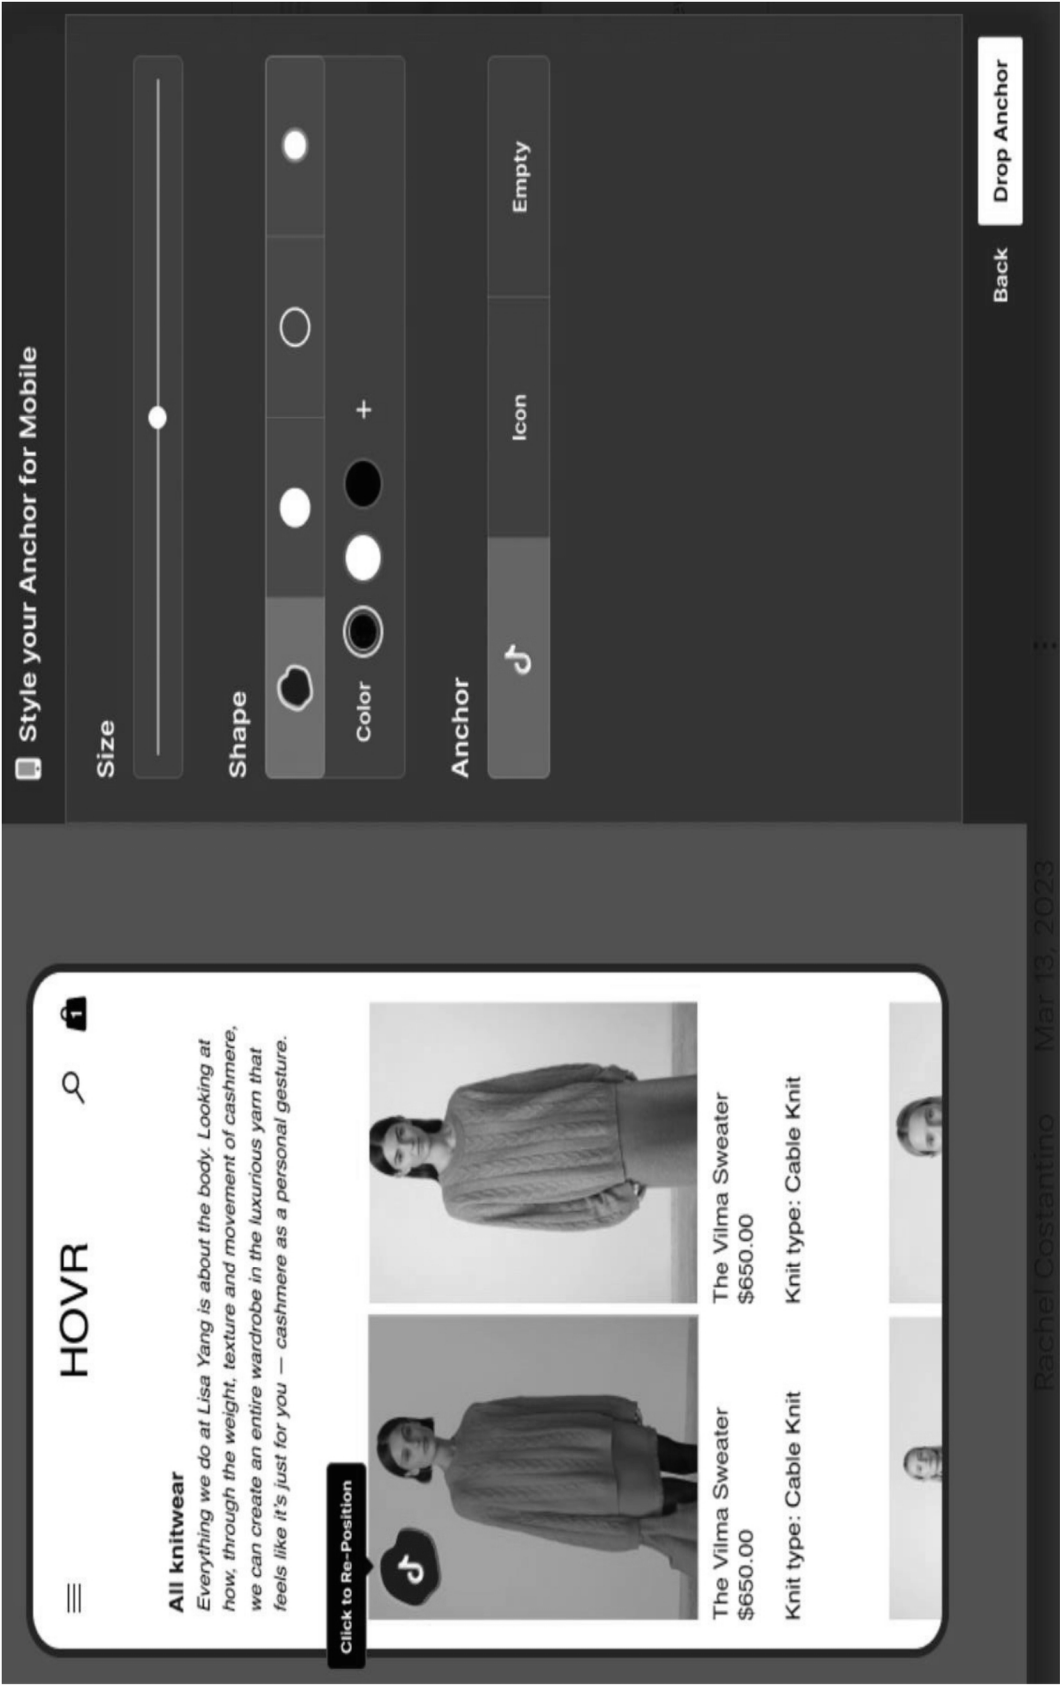 HOVR
1
All knitwear
Everything we do at Lisa Yang is about the body. Looking at
how, through the weight, texture and movement of cashmere,
we can create an entire wardrobe in the luxurious yarn that
feels like it's just for you — cashmere as a personal gesture.
Click to Re-Position
The Vilma Sweater
$650.00
Knit type: Cable Knit
The Vilma Sweater
$650.00
Knit type: Cable Knit
Style your Anchor for Mobile
Size
Shape
Color
+
Anchor
Icon
Empty
Back
Drop Anchor
Rachel Costantino Mar 13, 2023